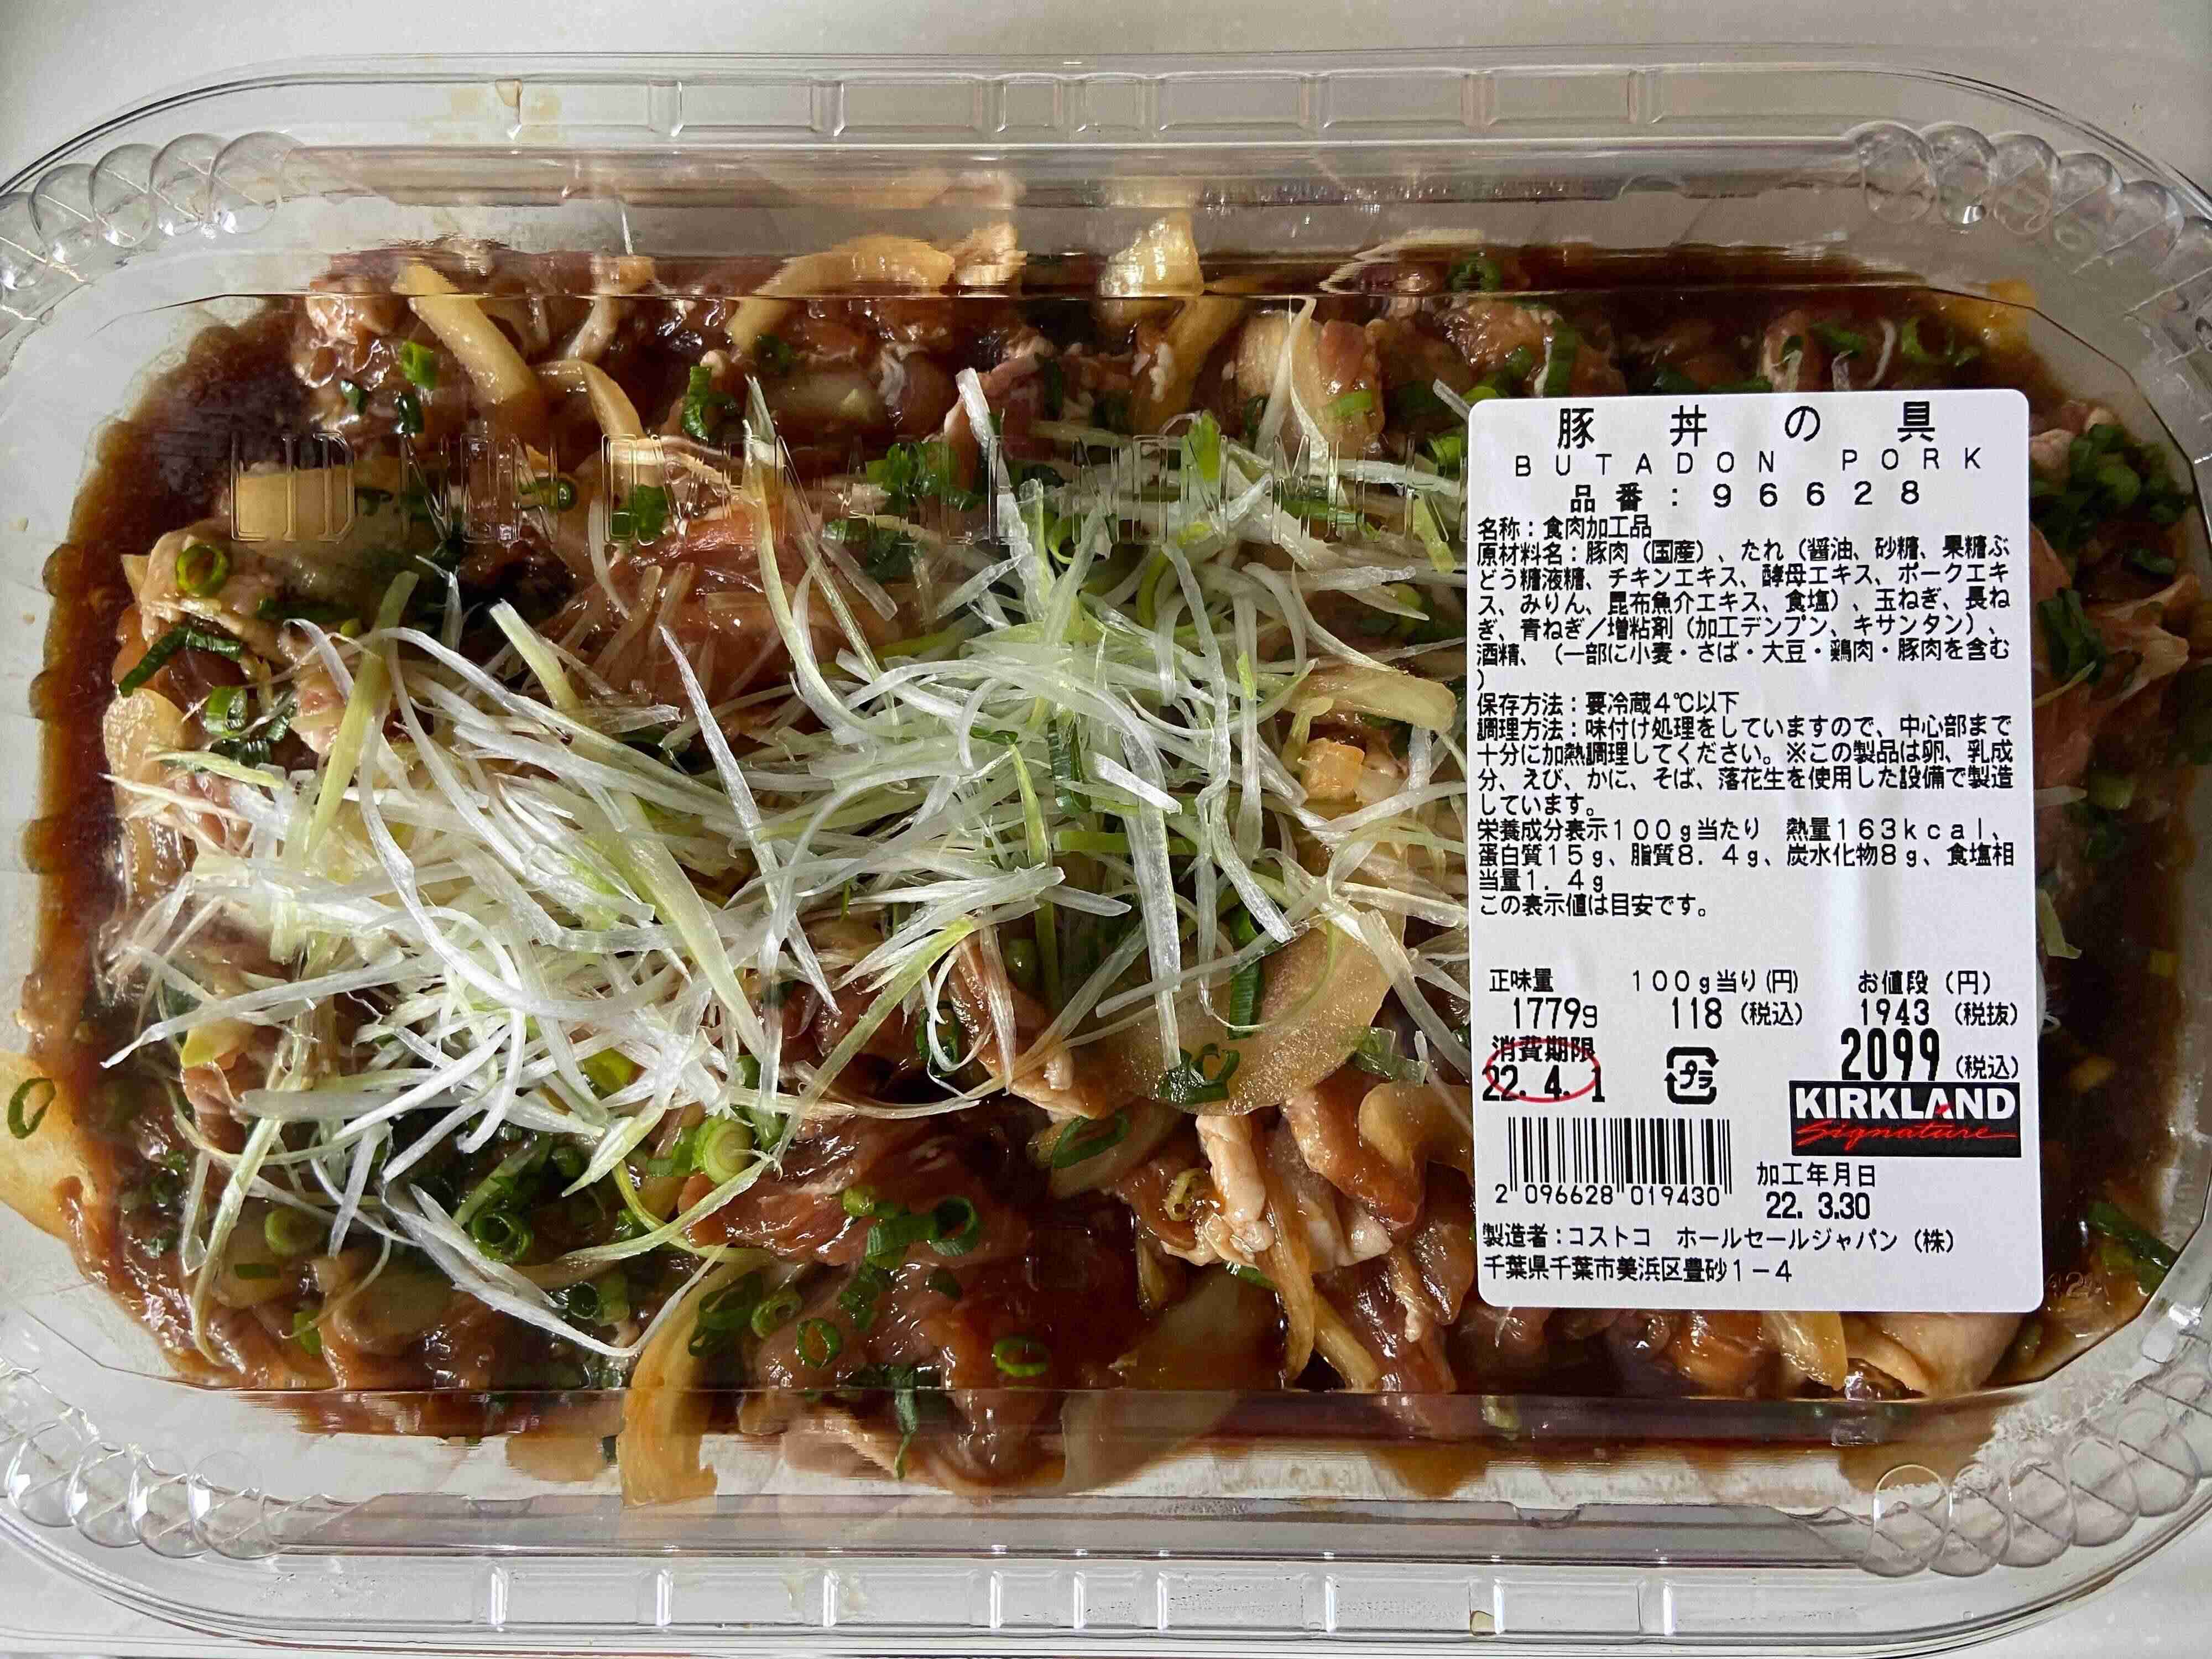 豚丼の具
BUTADON PORK
品番:96628
名称:食肉加工品
原材料名:豚肉(国産)、たれ(醤油、砂糖、果糖ぶ
どう糖液糖、チキンエキス、酵母エキス、ポークエキ
ス、みりん、昆布魚介エキス、食塩)、玉ねぎ、長ね
ぎ、青ねぎ/増粘剤(加工デンプン、キサンタン)、
酒精、(一部に小麦・さば・大豆・鶏肉・豚肉を含む
)
保存方法:要冷蔵4℃以下
調理方法:味付け処理をしていますので、中心部まで
十分に加熱調理してください。※この製品は卵、乳成
分、えび、かに、そば、落花生を使用した設備で製造
しています。
栄養成分表示100g当たり 熱量163kcal、
蛋白質15g、脂質8.4g、炭水化物8g、食塩相
当量1.4g
この表示値は目安です。
正味量 100g当り(円) お値段(円)
1779g 118(税込) 1943(税抜)
消費期限 2099(税込)
22.4.1 プラ
KIRKLAND
Signature
2 096628 019430
加工年月日
22.3.30
製造者:コストコ ホールセールジャパン(株)
千葉県千葉市美浜区豊砂1-4